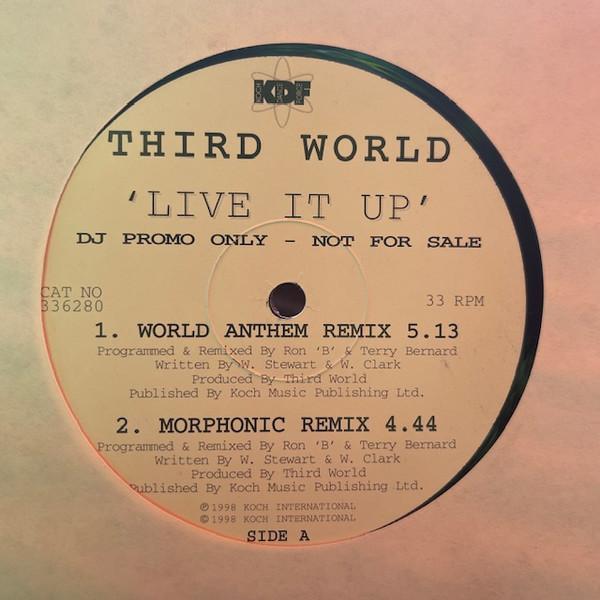 KDF
THIRD WORLD
'LIVE IT UP'
DJ PROMO ONLY - NOT FOR SALE
CAT NO
336280
33 RPM
1. WORLD ANTHEM REMIX 5.13
Programmed & Remixed By Ron 'B' & Terry Bernard
Written By W. Stewart & W. Clark
Produced By Third World
Published By Koch Music Publishing Ltd.
2. MORPHONIC REMIX 4.44
Programmed & Remixed By Ron 'B' & Terry Bernard
Written By W. Stewart & W. Clark
Produced By Third World
Published By Koch Music Publishing Ltd.
℗ 1998 KOCH INTERNATIONAL
© 1998 KOCH INTERNATIONAL
SIDE A